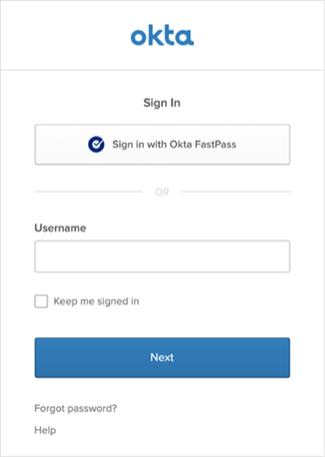 okta
Sign In
Sign in with Okta FastPass
OR
Username
Keep me signed in
Next
Forgot password?
Help